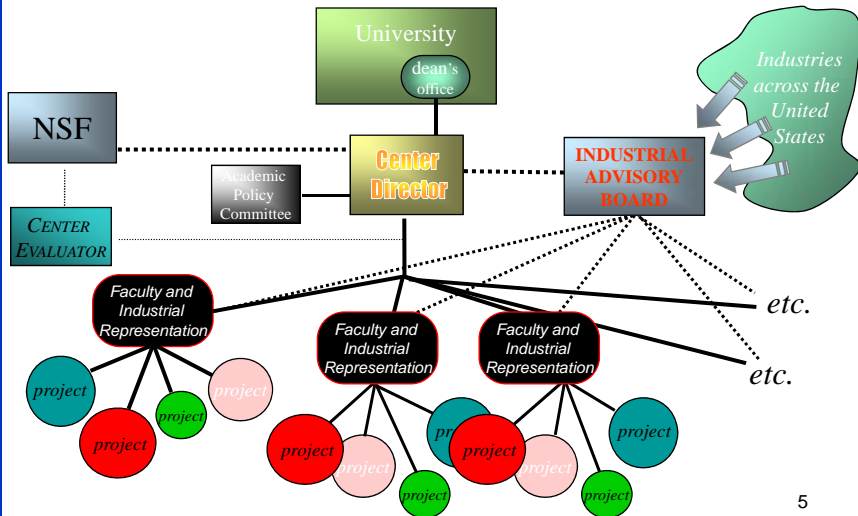 University
dean's
office
Industries
across the
United
States
NSF
Center
Director
INDUSTRIAL
ADVISORY
BOARD
Academic
Policy
Committee
CENTER
EVALUATOR
Faculty and
Industrial
Representation
Faculty and
Industrial
Representation
Faculty and
Industrial
Representation
etc.
etc.
project
project
project
project
project
project
project
project
project
project
project
project
5